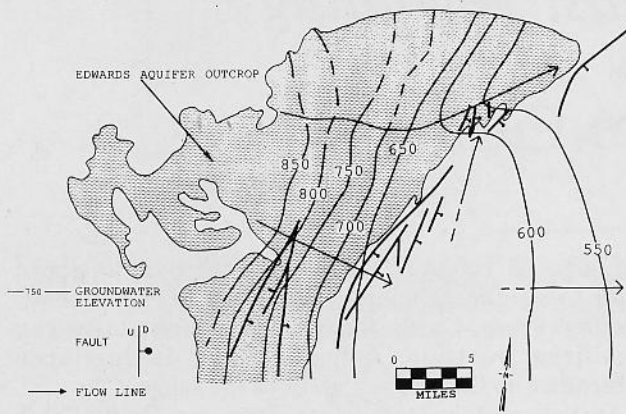 EDWARDS AQUIFER OUTCROP
850
800
750
700
650
600
550
750 GROUNDWATER
ELEVATION
U D
FAULT
FLOW LINE
0 5
MILES
N